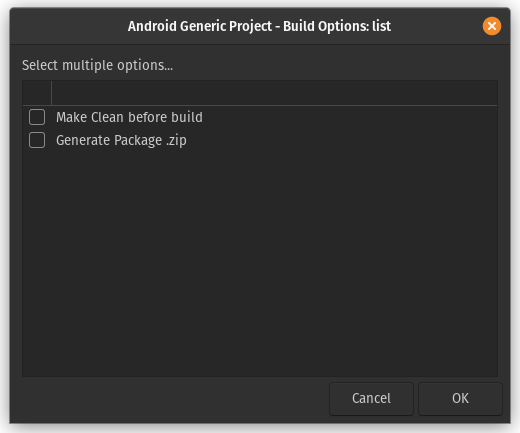 Android Generic Project - Build Options: list
Select multiple options...
Make Clean before build
Generate Package .zip
Cancel
OK